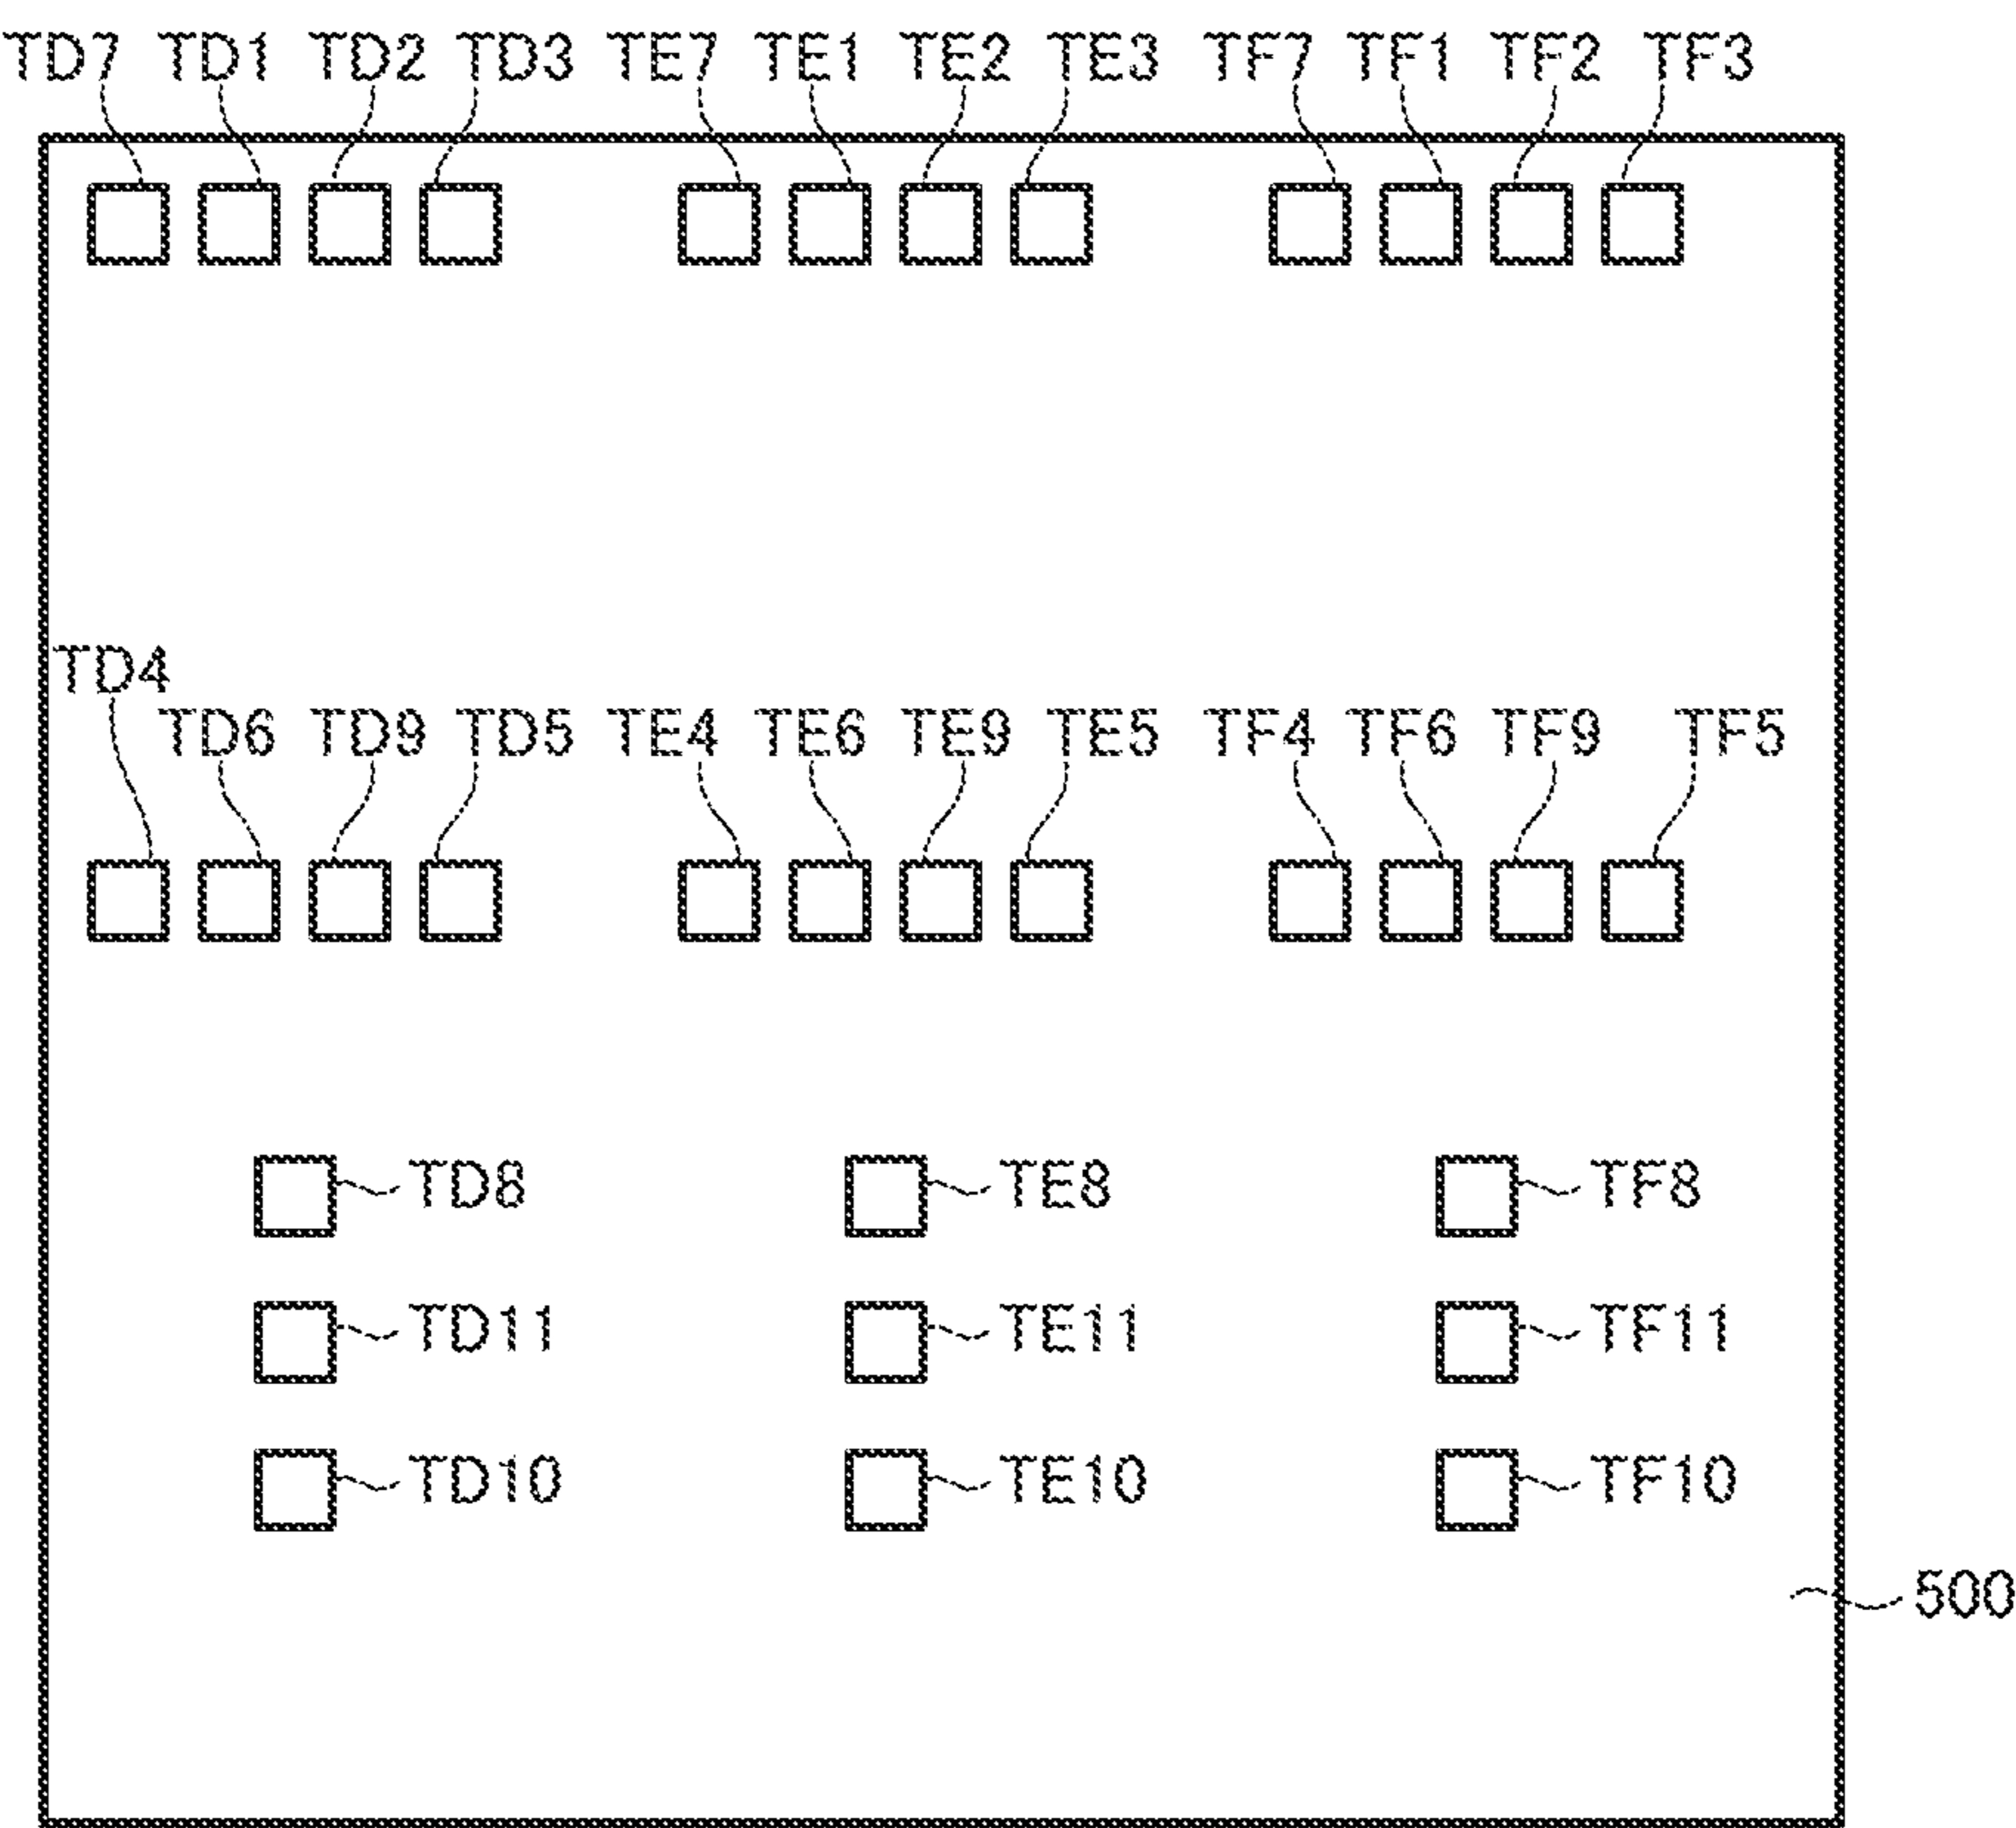 TD7 TD1 TD2 TD3 TE7 TE1 TE2 TE3 TF7 TF1 TF2 TF3
TD4
TD6 TD9 TD5 TE4 TE6 TE9 TE5 TF4 TF6 TF9 TF5
TD8 TE8 TF8
TD11 TE11 TF11
TD10 TE10 TF10
500